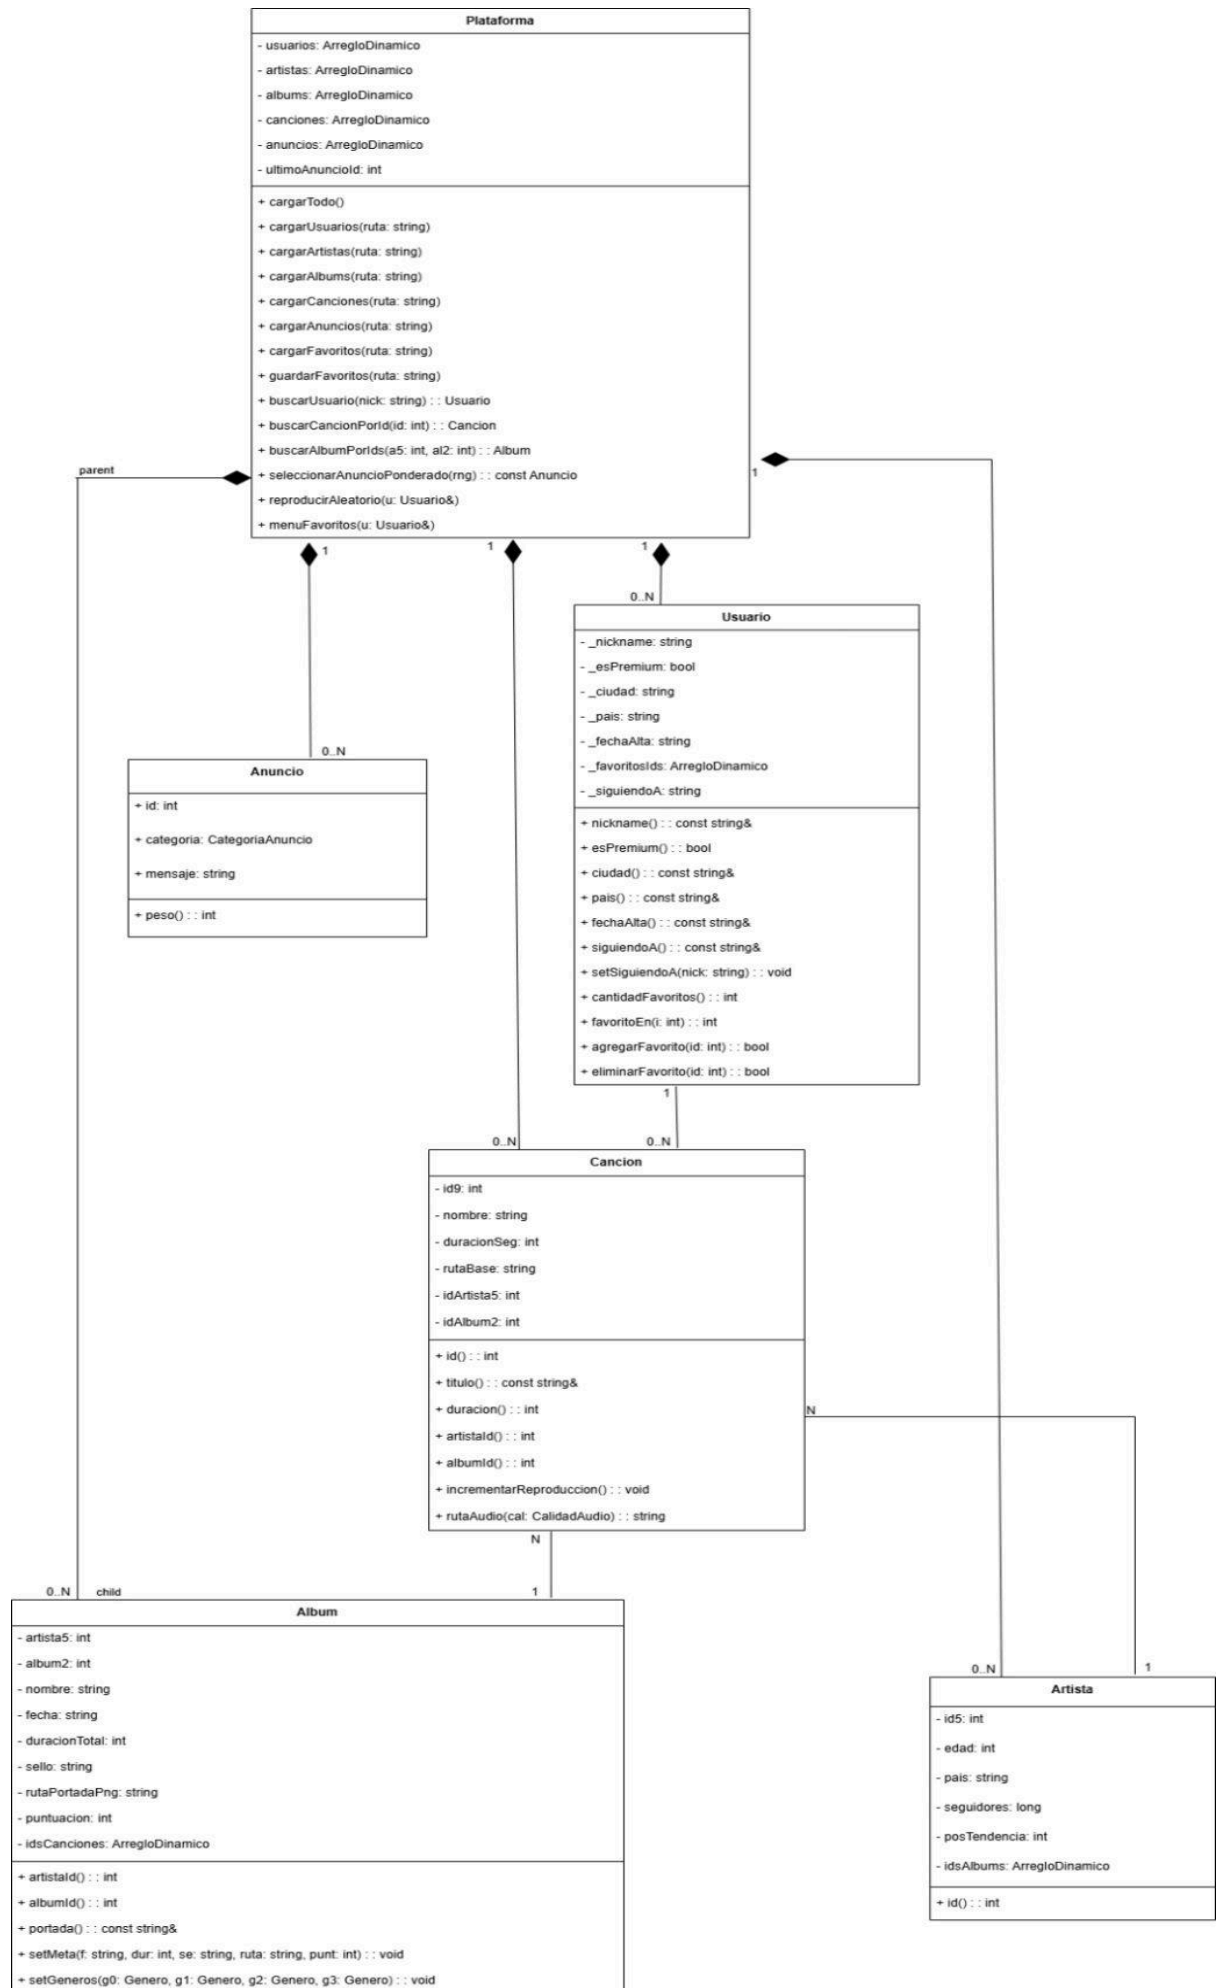 Plataforma
- usuarios: ArregloDinamico
- artistas: ArregloDinamico
- albums: ArregloDinamico
- canciones: ArregloDinamico
- anuncios: ArregloDinamico
- ultimoAnuncioId: int
+ cargarTodo()
+ cargarUsuarios(ruta: string)
+ cargarArtistas(ruta: string)
+ cargarAlbums(ruta: string)
+ cargarCanciones(ruta: string)
+ cargarAnuncios(ruta: string)
+ cargarFavoritos(ruta: string)
+ guardarFavoritos(ruta: string)
+ buscarUsuario(nick: string) : : Usuario
+ buscarCancionPorId(id: int) : : Cancion
+ buscarAlbumPorIds(a5: int, al2: int) : : Album
+ seleccionarAnuncioPonderado(rng) : : const Anuncio
+ reproducirAleatorio(u: Usuario&)
+ menuFavoritos(u: Usuario&)
parent
1
1
1
1
0..N
Usuario
- _nickname: string
- _esPremium: bool
- _ciudad: string
- _pais: string
- _fechaAlta: string
- _favoritosIds: ArregloDinamico
- _siguiendoA: string
+ nickname() : : const string&
+ esPremium() : : bool
+ ciudad() : : const string&
+ pais() : : const string&
+ fechaAlta() : : const string&
+ siguiendoA() : : const string&
+ setSiguiendoA(nick: string) : : void
+ cantidadFavoritos() : : int
+ favoritoEn(i: int) : : int
+ agregarFavorito(id: int) : : bool
+ eliminarFavorito(id: int) : : bool
0..N
Anuncio
+ id: int
+ categoria: CategoriaAnuncio
+ mensaje: string
+ peso() : : int
1
0..N
0..N
Cancion
- id9: int
- nombre: string
- duracionSeg: int
- rutaBase: string
- idArtista5: int
- idAlbum2: int
+ id() : : int
+ titulo() : : const string&
+ duracion() : : int
+ artistaId() : : int
+ albumId() : : int
+ incrementarReproduccion() : : void
+ rutaAudio(cal: CalidadAudio) : : string
N
N
0..N
child
1
Album
- artista5: int
- album2: int
- nombre: string
- fecha: string
- duracionTotal: int
- sello: string
- rutaPortadaPng: string
- puntuacion: int
- idsCanciones: ArregloDinamico
+ artistaId() : : int
+ albumId() : : int
+ portada() : : const string&
+ setMeta(f: string, dur: int, se: string, ruta: string, punt: int) : : void
+ setGeneros(g0: Genero, g1: Genero, g2: Genero, g3: Genero) : : void
0..N
1
Artista
- id5: int
- edad: int
- pais: string
- seguidores: long
- posTendencia: int
- idsAlbums: ArregloDinamico
+ id() : : int